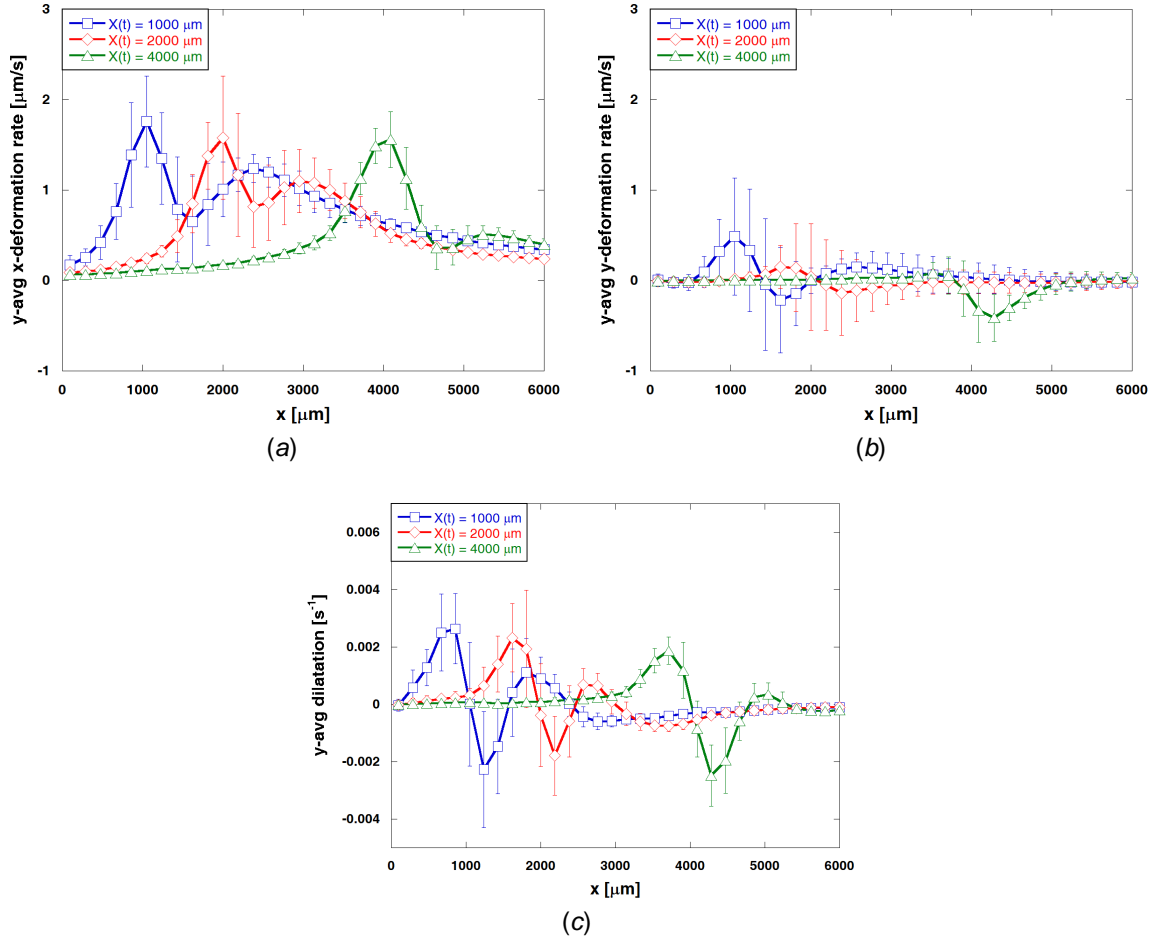 3
2
1
0
-1
y-avg x-deformation rate [μm/s]
X(t) = 1000 μm
X(t) = 2000 μm
X(t) = 4000 μm
0 1000 2000 3000 4000 5000 6000
x [μm]
(a)
3
2
1
0
-1
y-avg y-deformation rate [μm/s]
X(t) = 1000 μm
X(t) = 2000 μm
X(t) = 4000 μm
0 1000 2000 3000 4000 5000 6000
x [μm]
(b)
0.006
0.004
0.002
0
-0.002
-0.004
y-avg dilatation [s⁻¹]
X(t) = 1000 μm
X(t) = 2000 μm
X(t) = 4000 μm
0 1000 2000 3000 4000 5000 6000
x [μm]
(c)